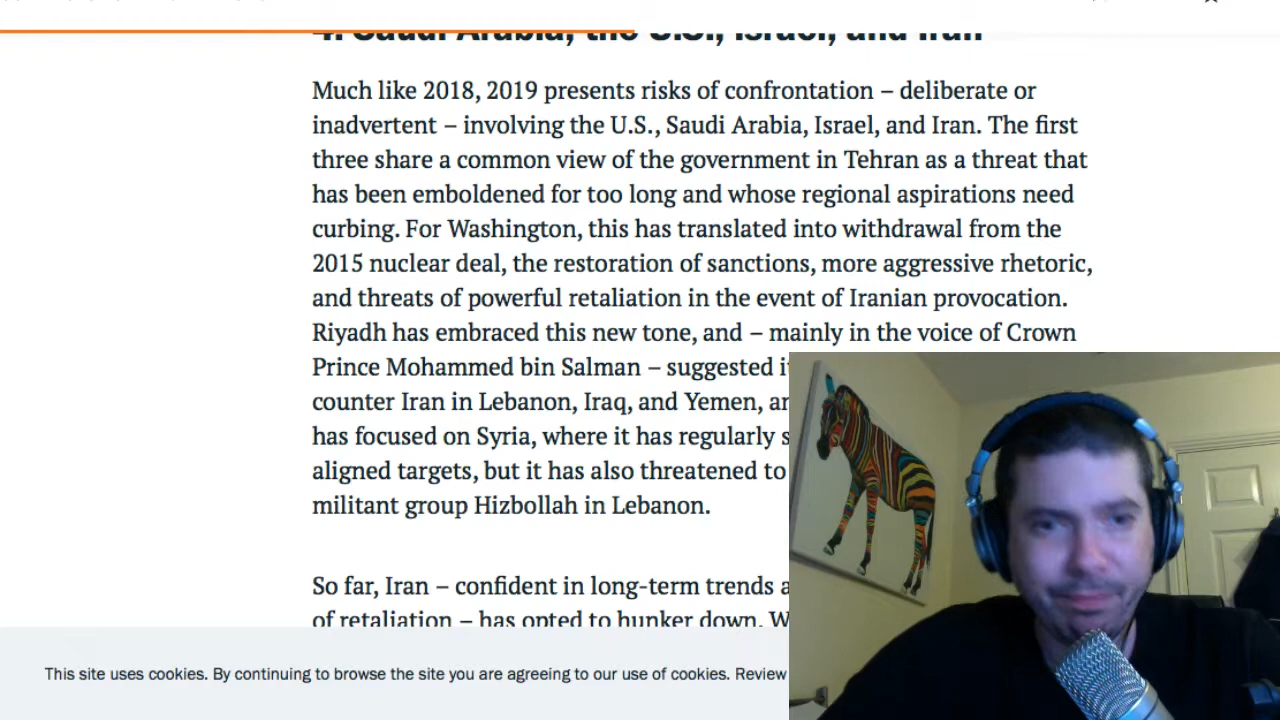 4. Saudi Arabia, the U.S., Israel, and Iran
Much like 2018, 2019 presents risks of confrontation – deliberate or
inadvertent – involving the U.S., Saudi Arabia, Israel, and Iran. The first
three share a common view of the government in Tehran as a threat that
has been emboldened for too long and whose regional aspirations need
curbing. For Washington, this has translated into withdrawal from the
2015 nuclear deal, the restoration of sanctions, more aggressive rhetoric,
and threats of powerful retaliation in the event of Iranian provocation.
Riyadh has embraced this new tone, and – mainly in the voice of Crown
Prince Mohammed bin Salman – suggested
counter Iran in Lebanon, Iraq, and Yemen,
has focused on Syria, where it has regularly
aligned targets, but it has also threatened to
militant group Hizbollah in Lebanon.
So far, Iran – confident in long-term trends
of retaliation – has opted to hunker down.
This site uses cookies. By continuing to browse the site you are agreeing to our use of cookies. Review